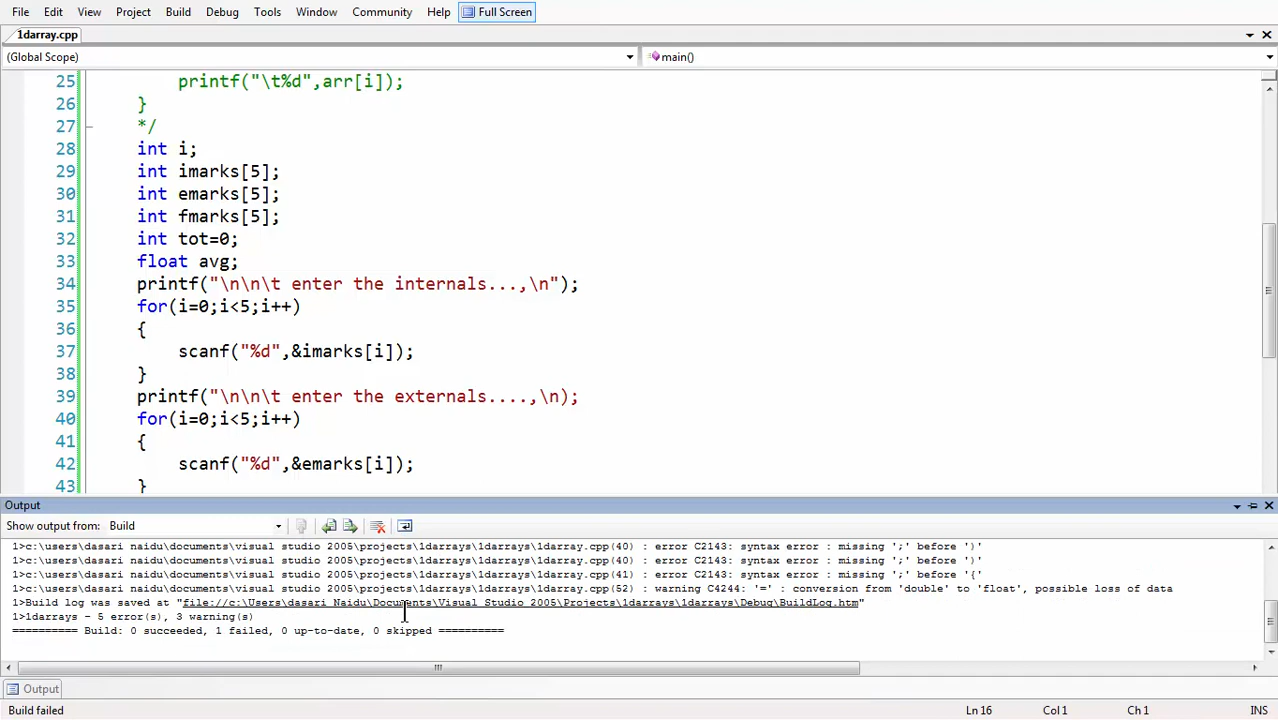 File Edit View Project Build Debug Tools Window Community Help Full Screen
1darray.cpp
(Global Scope) main()
25 printf("\t%d",arr[i]);
26 }
27 */
28 int i;
29 int imarks[5];
30 int emarks[5];
31 int fmarks[5];
32 int tot=0;
33 float avg;
34 printf("\n\n\t enter the internals...,\n");
35 for(i=0;i<5;i++)
36 {
37 scanf("%d",&imarks[i]);
38 }
39 printf("\n\n\t enter the externals....,\n);
40 for(i=0;i<5;i++)
41 {
42 scanf("%d",&emarks[i]);
43 }
Output
Show output from: Build
1>c:\users\dasari naidu\documents\visual studio 2005\projects\1darrays\1darrays\1darray.cpp(40) : error C2143: syntax error : missing ';' before ')'
1>c:\users\dasari naidu\documents\visual studio 2005\projects\1darrays\1darrays\1darray.cpp(40) : error C2143: syntax error : missing ';' before ')'
1>c:\users\dasari naidu\documents\visual studio 2005\projects\1darrays\1darrays\1darray.cpp(41) : error C2143: syntax error : missing ';' before '{'
1>c:\users\dasari naidu\documents\visual studio 2005\projects\1darrays\1darrays\1darray.cpp(52) : warning C4244: '=' : conversion from 'double' to 'float', possible loss of data
1>Build log was saved at "file://c:\Users\dasari Naidu\Documents\Visual Studio 2005\Projects\1darrays\1darrays\Debug\BuildLog.htm"
1>1darrays - 5 error(s), 3 warning(s)
========== Build: 0 succeeded, 1 failed, 0 up-to-date, 0 skipped ==========
Output
Build failed Ln 16 Col 1 Ch 1 INS